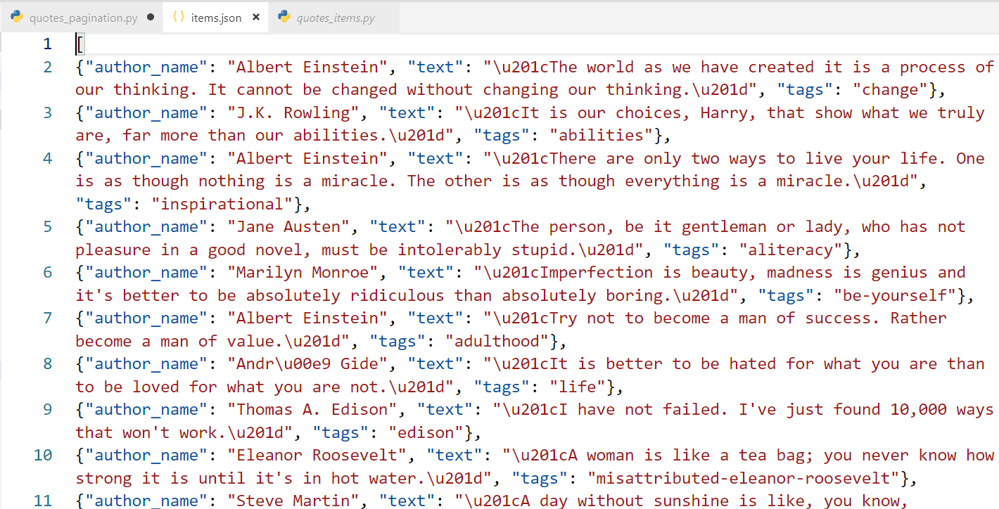 quotes_pagination.py ● {} items.json × quotes_items.py
1 [
2 {"author_name": "Albert Einstein", "text": "\u201cThe world as we have created it is a process of
our thinking. It cannot be changed without changing our thinking.\u201d", "tags": "change"},
3 {"author_name": "J.K. Rowling", "text": "\u201cIt is our choices, Harry, that show what we truly
are, far more than our abilities.\u201d", "tags": "abilities"},
4 {"author_name": "Albert Einstein", "text": "\u201cThere are only two ways to live your life. One
is as though nothing is a miracle. The other is as though everything is a miracle.\u201d",
"tags": "inspirational"},
5 {"author_name": "Jane Austen", "text": "\u201cThe person, be it gentleman or lady, who has not
pleasure in a good novel, must be intolerably stupid.\u201d", "tags": "aliteracy"},
6 {"author_name": "Marilyn Monroe", "text": "\u201cImperfection is beauty, madness is genius and
it's better to be absolutely ridiculous than absolutely boring.\u201d", "tags": "be-yourself"},
7 {"author_name": "Albert Einstein", "text": "\u201cTry not to become a man of success. Rather
become a man of value.\u201d", "tags": "adulthood"},
8 {"author_name": "Andr\u00e9 Gide", "text": "\u201cIt is better to be hated for what you are than
to be loved for what you are not.\u201d", "tags": "life"},
9 {"author_name": "Thomas A. Edison", "text": "\u201cI have not failed. I've just found 10,000 ways
that won't work.\u201d", "tags": "edison"},
10 {"author_name": "Eleanor Roosevelt", "text": "\u201cA woman is like a tea bag; you never know how
strong it is until it's in hot water.\u201d", "tags": "misattributed-eleanor-roosevelt"},
11 {"author_name": "Steve Martin", "text": "\u201cA day without sunshine is like, you know,